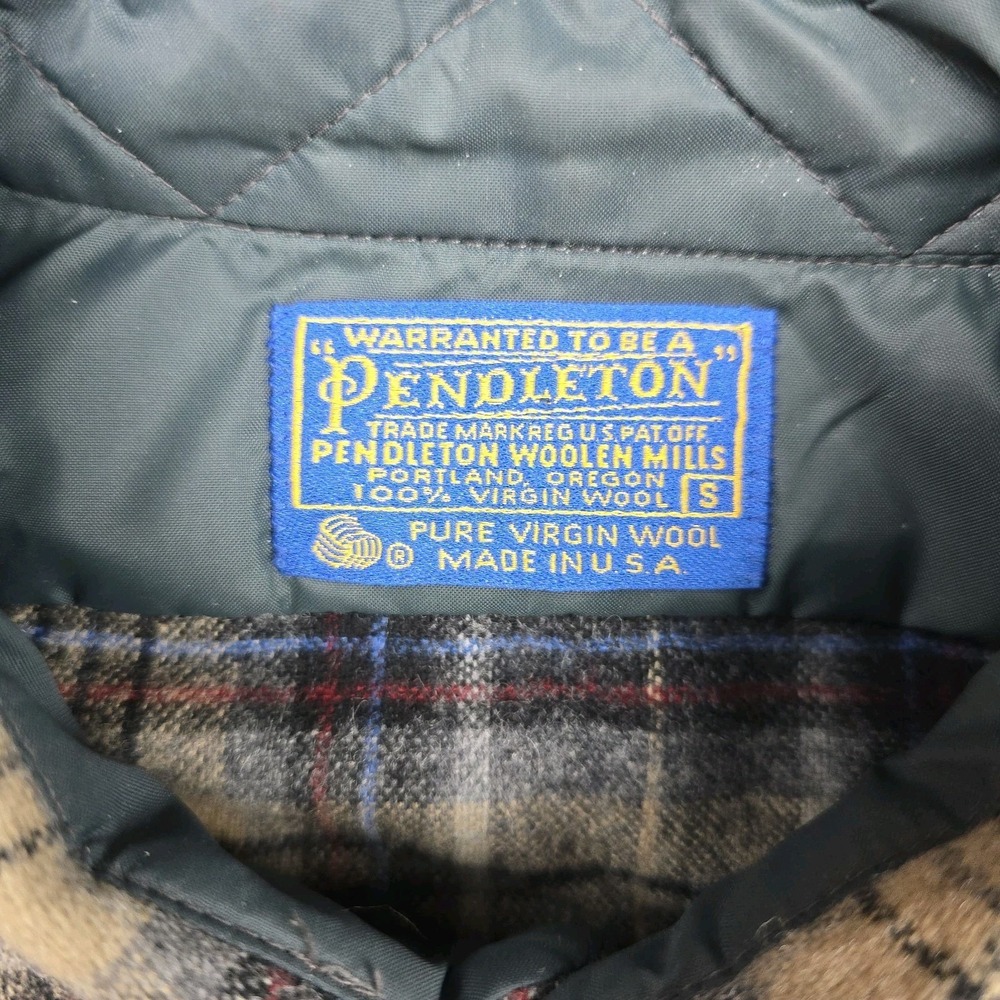 WARRANTED TO BE A
"PENDLETON"
TRADE MARK REG U.S. PAT. OFF.
PENDLETON WOOLEN MILLS
PORTLAND, OREGON
100% VIRGIN WOOL S
® PURE VIRGIN WOOL
MADE IN U.S.A.